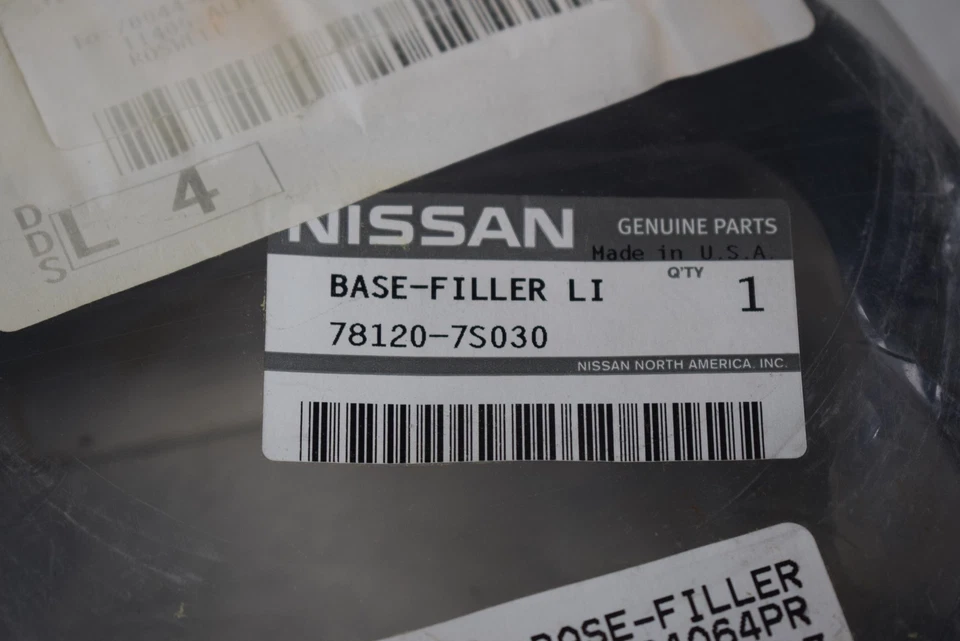 L 4
DDS
NISSAN GENUINE PARTS
Made in U.S.A.
Q'TY
BASE-FILLER LI 1
78120-7S030
NISSAN NORTH AMERICA, INC.
BASE-FILLER
4064PR